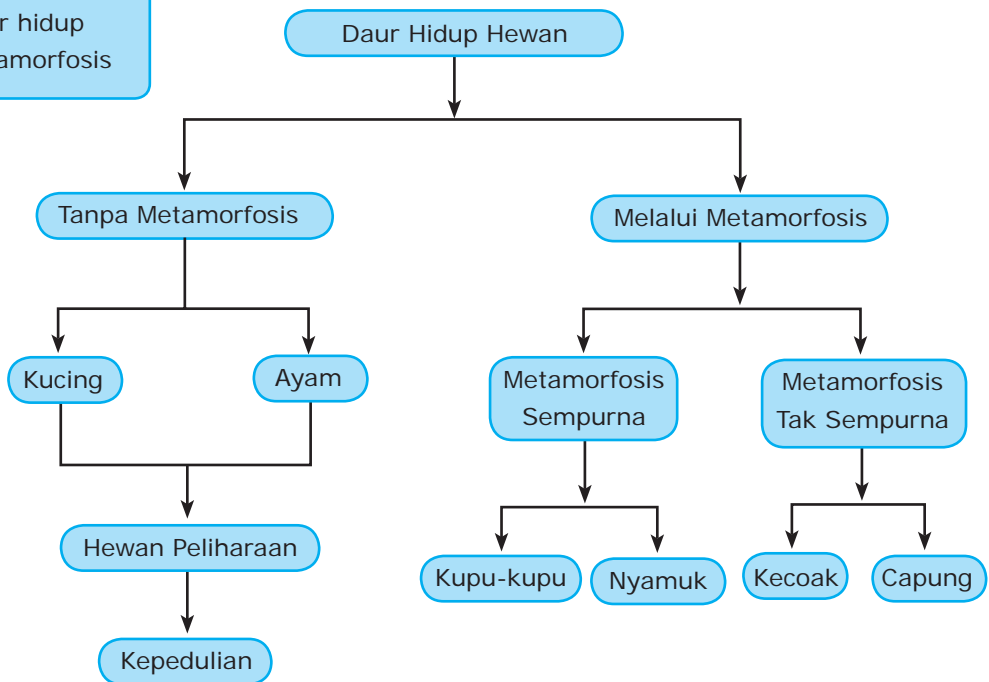 r hidup
amorfosis
Daur Hidup Hewan
Tanpa Metamorfosis
Melalui Metamorfosis
Kucing
Ayam
Metamorfosis
Sempurna
Metamorfosis
Tak Sempurna
Hewan Peliharaan
Kupu-kupu
Nyamuk
Kecoak
Capung
Kepedulian